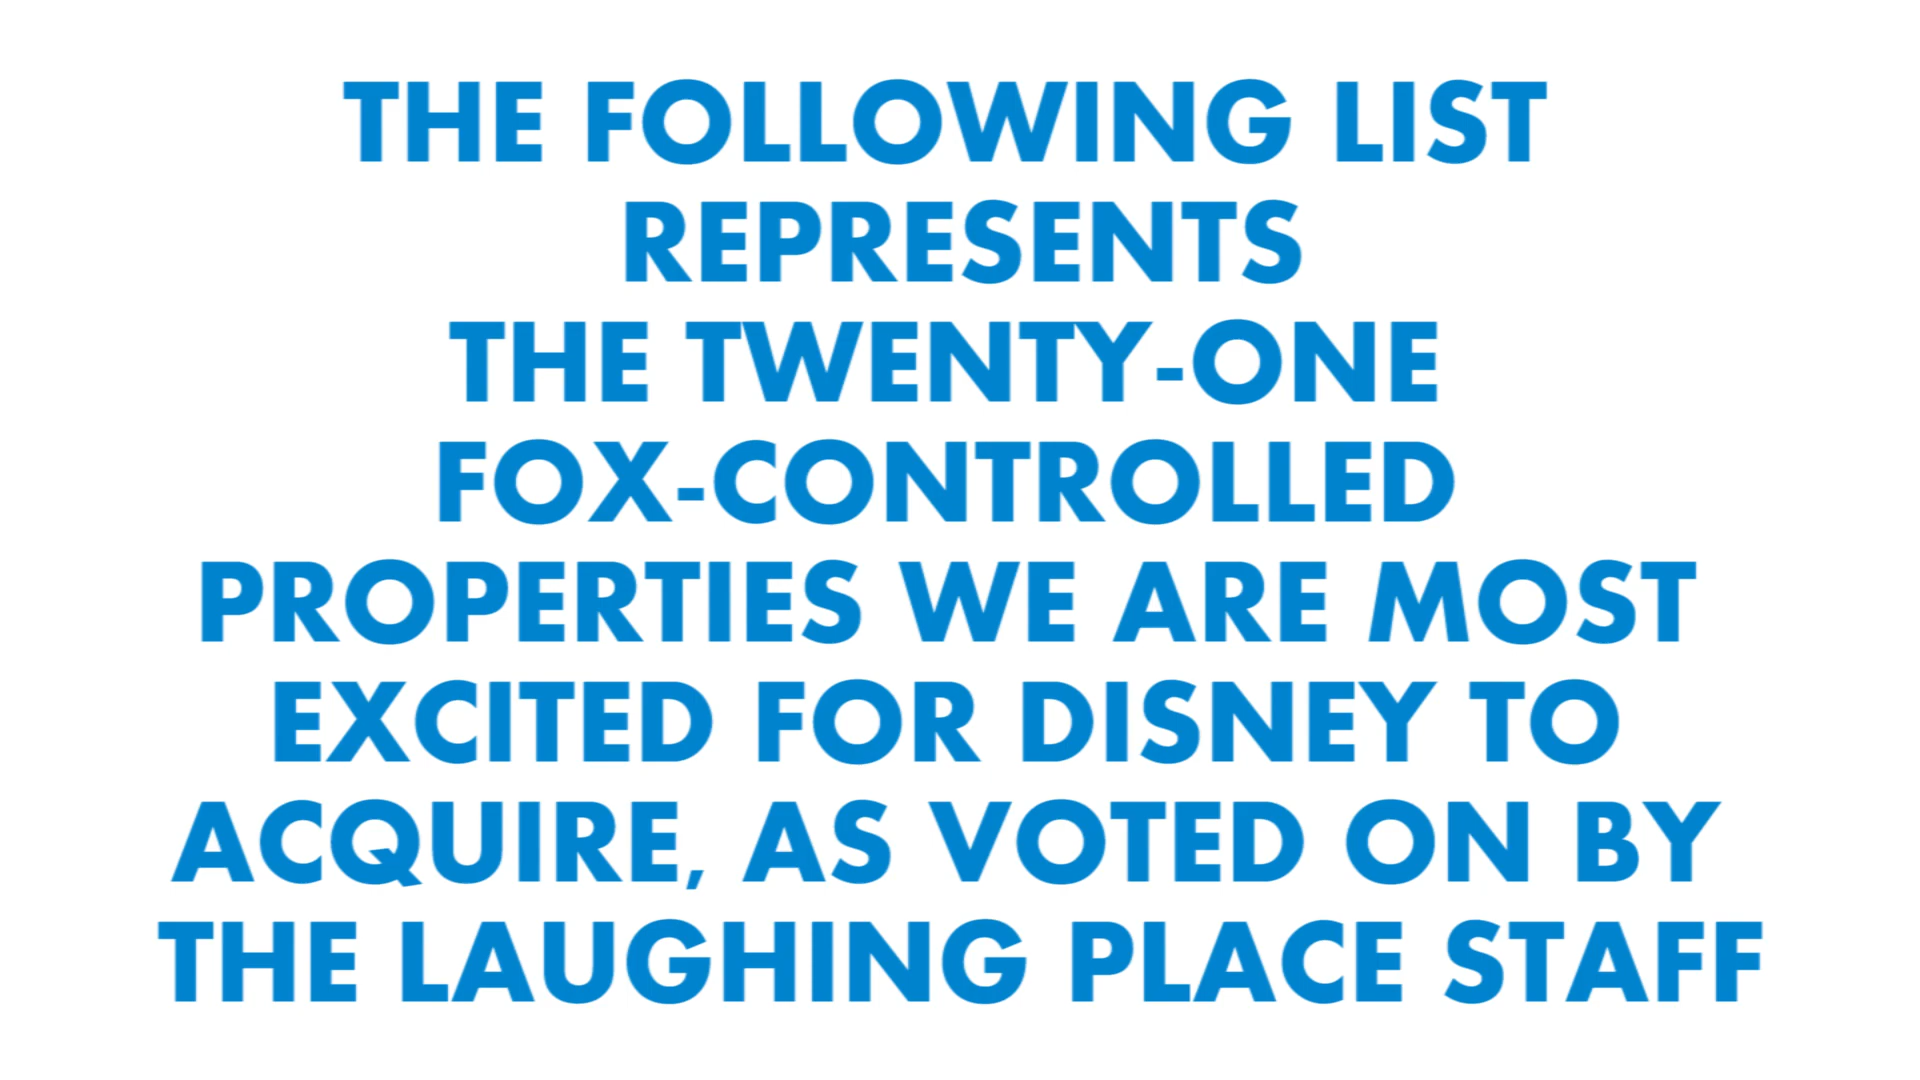 THE FOLLOWING LIST
REPRESENTS
THE TWENTY-ONE
FOX-CONTROLLED
PROPERTIES WE ARE MOST
EXCITED FOR DISNEY TO
ACQUIRE, AS VOTED ON BY
THE LAUGHING PLACE STAFF